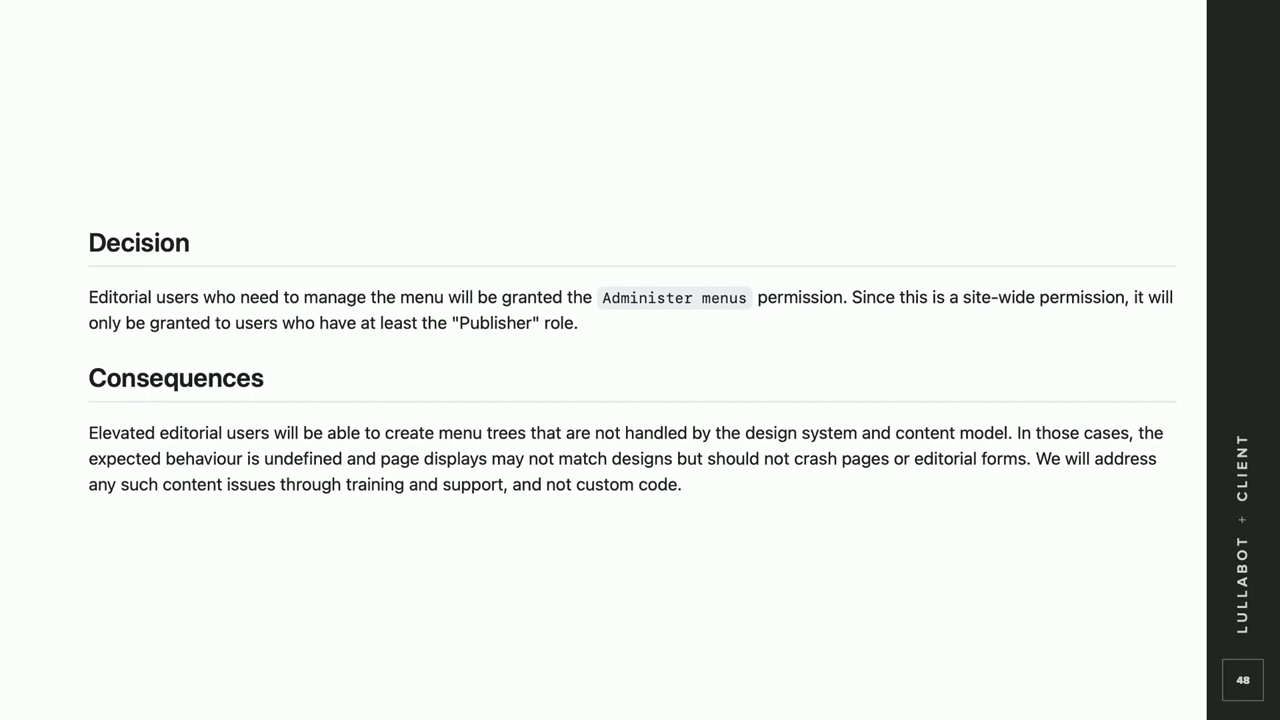 Decision
Editorial users who need to manage the menu will be granted the Administer menus permission. Since this is a site-wide permission, it will
only be granted to users who have at least the "Publisher" role.
Consequences
Elevated editorial users will be able to create menu trees that are not handled by the design system and content model. In those cases, the
expected behaviour is undefined and page displays may not match designs but should not crash pages or editorial forms. We will address
any such content issues through training and support, and not custom code.
LULLABOT + CLIENT
48